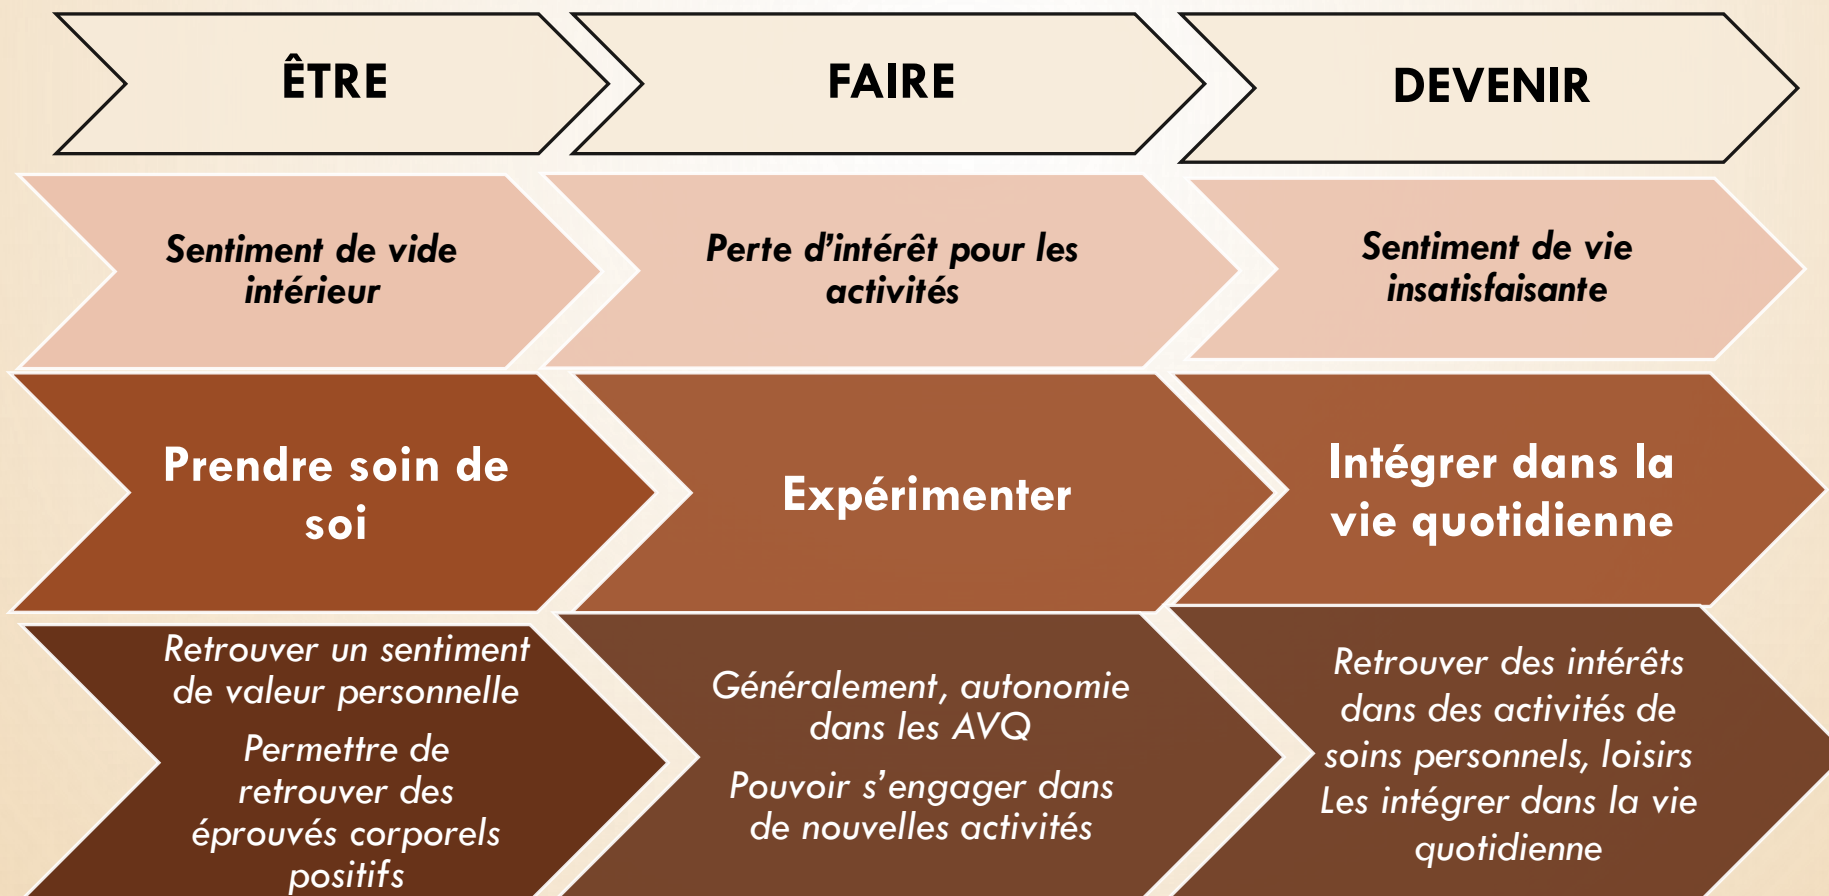 ÊTRE
FAIRE
DEVENIR
Sentiment de vide
intérieur
Perte d’intérêt pour les
activités
Sentiment de vie
insatisfaisante
Prendre soin de
soi
Expérimenter
Intégrer dans la
vie quotidienne
Retrouver un sentiment
de valeur personnelle
Permettre de
retrouver des
éprouvés corporels
positifs
Généralement, autonomie
dans les AVQ
Pouvoir s’engager dans
de nouvelles activités
Retrouver des intérêts
dans des activités de
soins personnels, loisirs
Les intégrer dans la vie
quotidienne